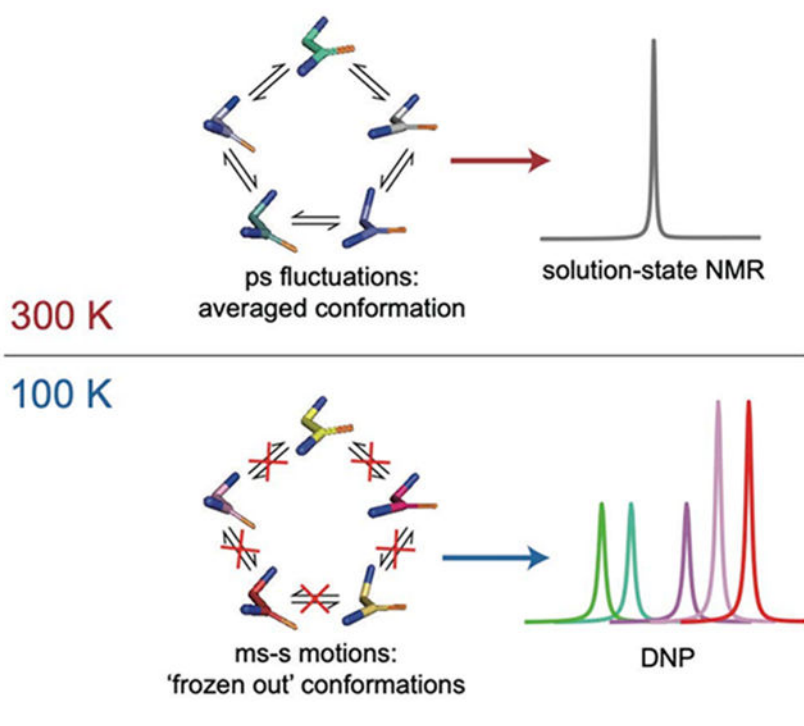 ps fluctuations:
averaged conformation
solution-state NMR
300 K
100 K
ms-s motions:
'frozen out' conformations
DNP